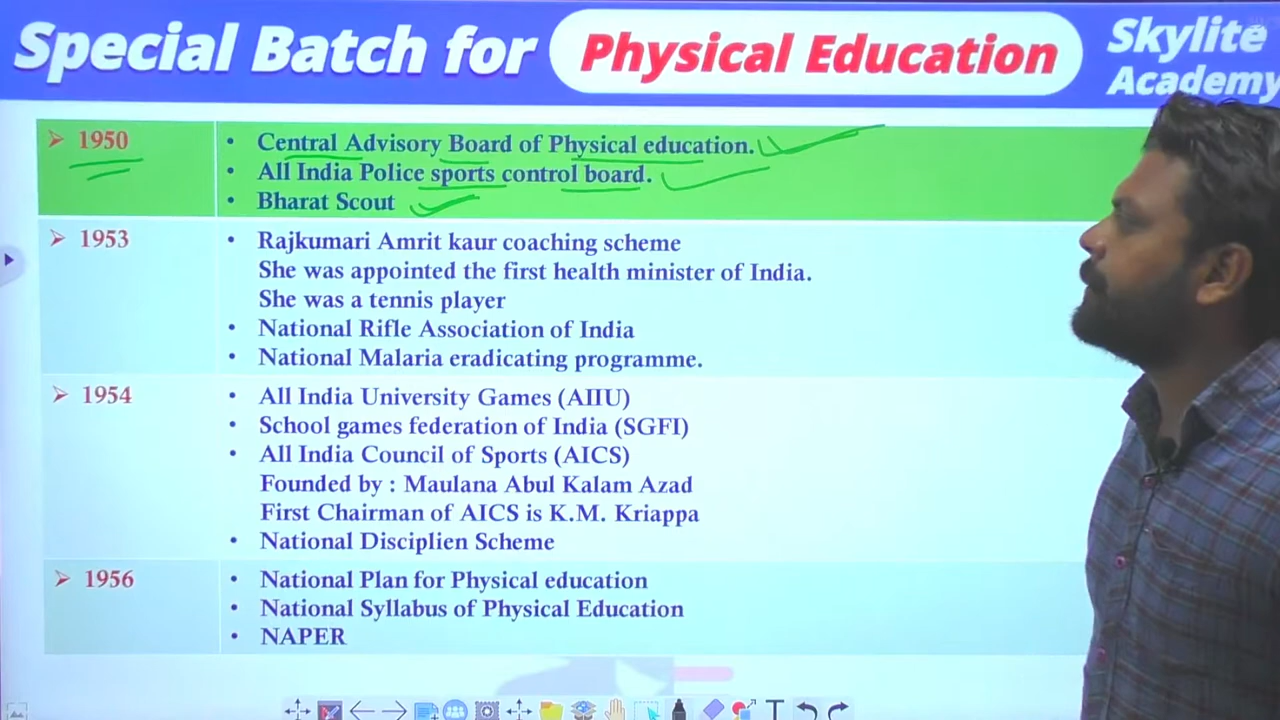 Special Batch for Physical Education
Skylite
Academy
1950
• Central Advisory Board of Physical education.
• All India Police sports control board.
• Bharat Scout
1953
• Rajkumari Amrit kaur coaching scheme
She was appointed the first health minister of India.
She was a tennis player
• National Rifle Association of India
• National Malaria eradicating programme.
1954
• All India University Games (AIIU)
• School games federation of India (SGFI)
• All India Council of Sports (AICS)
Founded by : Maulana Abul Kalam Azad
First Chairman of AICS is K.M. Kriappa
• National Disciplien Scheme
1956
• National Plan for Physical education
• National Syllabus of Physical Education
• NAPER